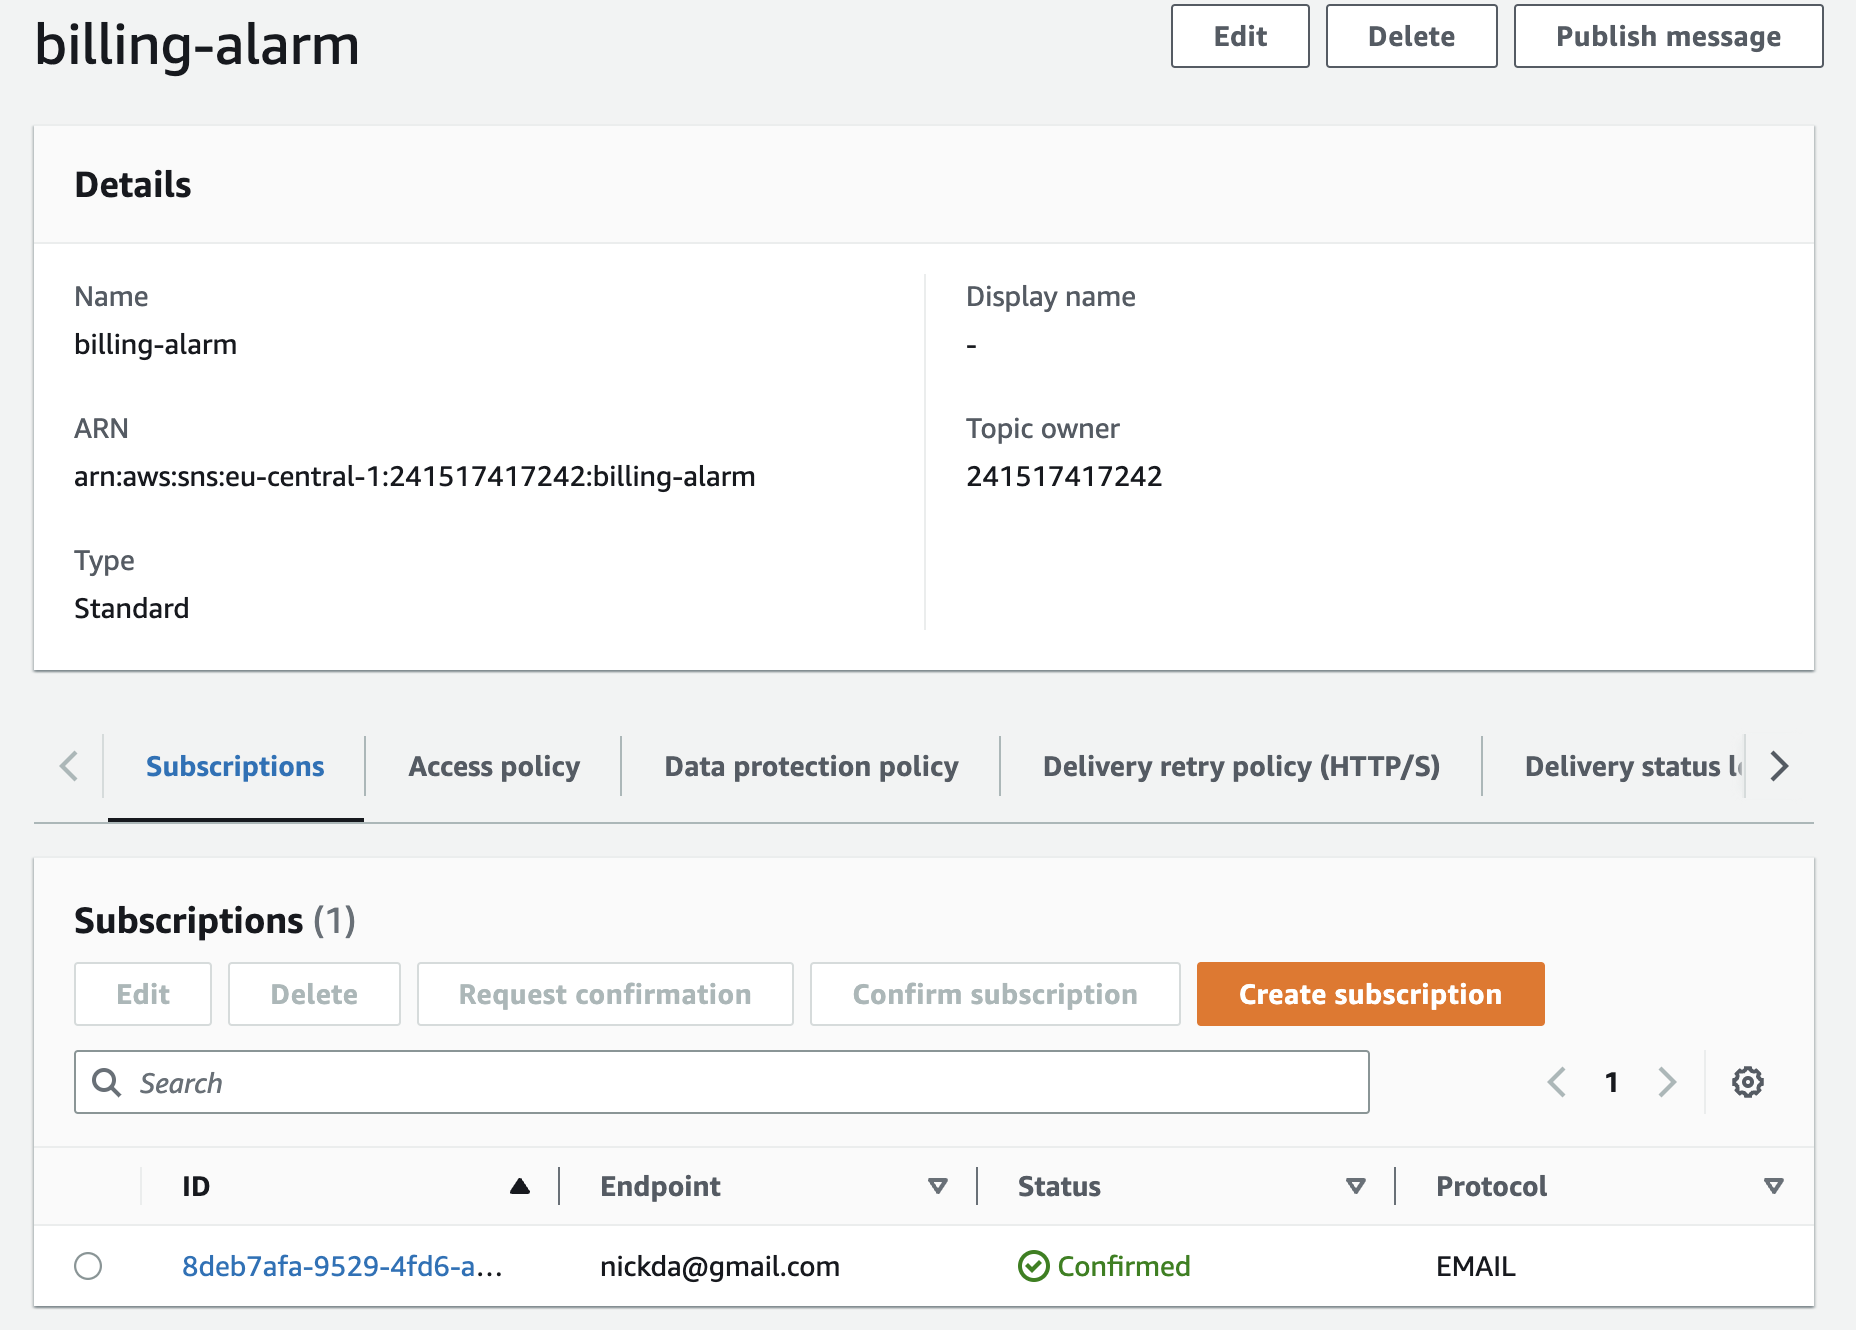 billing-alarm
Edit
Delete
Publish message
Details
Name
billing-alarm
Display name
-
ARN
arn:aws:sns:eu-central-1:241517417242:billing-alarm
Topic owner
241517417242
Type
Standard
Subscriptions
Access policy
Data protection policy
Delivery retry policy (HTTP/S)
Delivery status l
Subscriptions (1)
Edit
Delete
Request confirmation
Confirm subscription
Create subscription
Search
1
ID
Endpoint
Status
Protocol
8deb7afa-9529-4fd6-a...
nickda@gmail.com
Confirmed
EMAIL